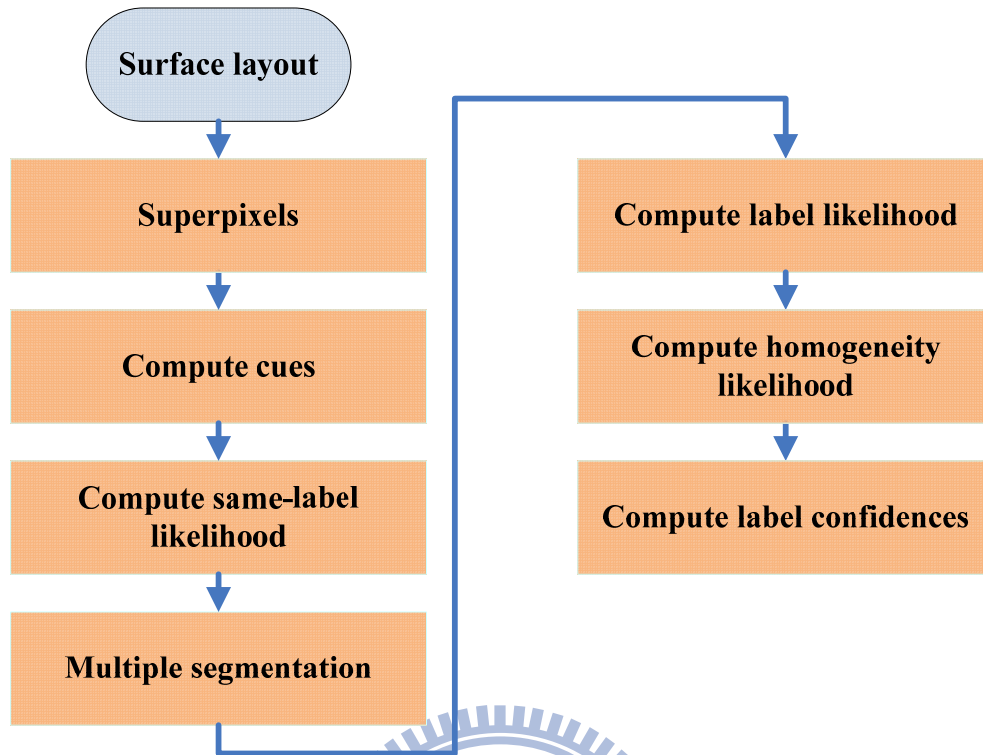 Surface layout
Superpixels
Compute cues
Compute same-label
likelihood
Multiple segmentation
Compute label likelihood
Compute homogeneity
likelihood
Compute label confidences